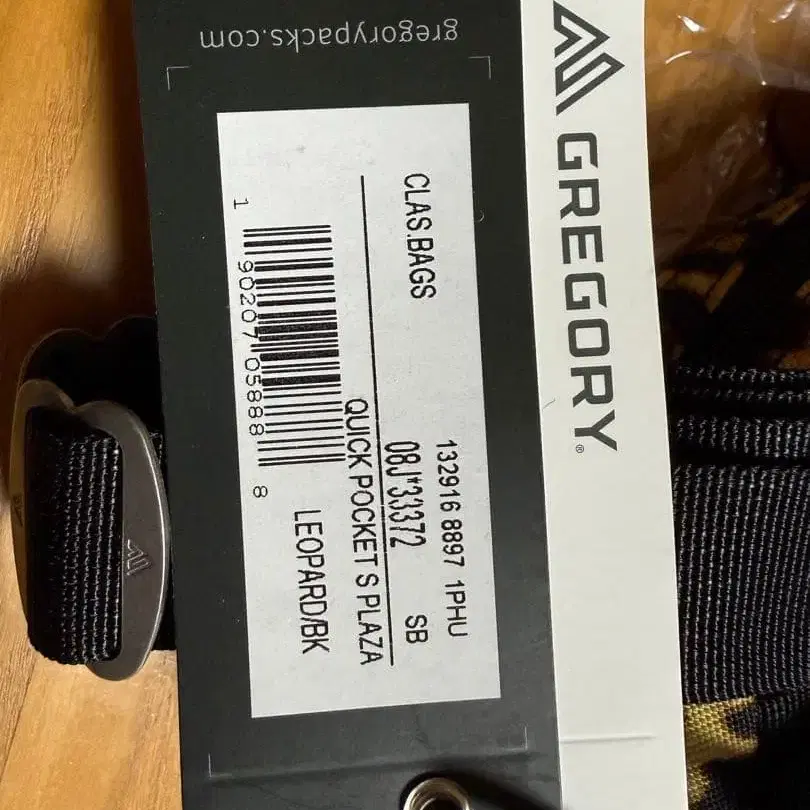 gregorypacks.com
GREGORY®
CLAS.BAGS
132916 8897 1PHU
08J*33372 SB
QUICK POCKET S PLAZA
LEOPARD/BK
1 90207 05888 8